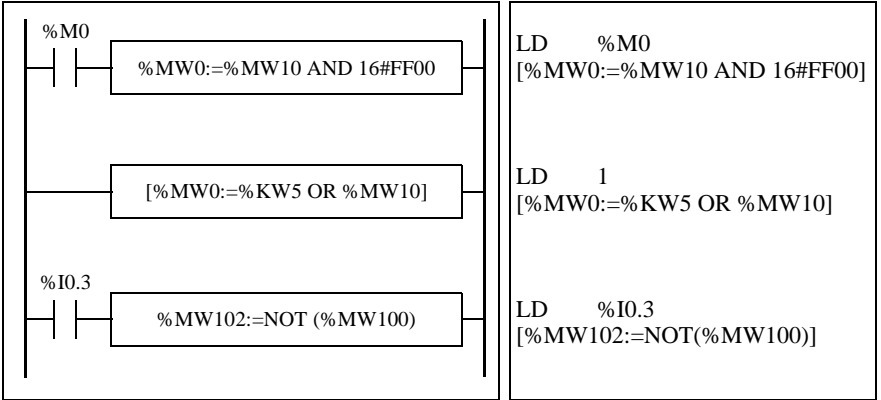 %M0
%MW0:=%MW10 AND 16#FF00
[%MW0:=%KW5 OR %MW10]
%I0.3
%MW102:=NOT (%MW100)
LD %M0
[%MW0:=%MW10 AND 16#FF00]
LD 1
[%MW0:=%KW5 OR %MW10]
LD %I0.3
[%MW102:=NOT(%MW100)]